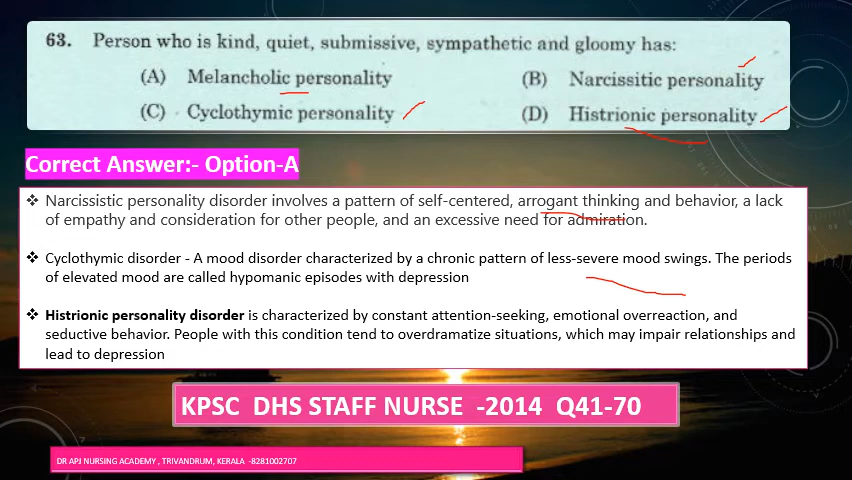 63. Person who is kind, quiet, submissive, sympathetic and gloomy has:
(A) Melancholic personality (B) Narcissitic personality
(C) Cyclothymic personality (D) Histrionic personality
Correct Answer:- Option-A
❖ Narcissistic personality disorder involves a pattern of self-centered, arrogant thinking and behavior, a lack
of empathy and consideration for other people, and an excessive need for admiration.
❖ Cyclothymic disorder - A mood disorder characterized by a chronic pattern of less-severe mood swings. The periods
of elevated mood are called hypomanic episodes with depression
❖ Histrionic personality disorder is characterized by constant attention-seeking, emotional overreaction, and
seductive behavior. People with this condition tend to overdramatize situations, which may impair relationships and
lead to depression
KPSC DHS STAFF NURSE -2014 Q41-70
DR APJ NURSING ACADEMY , TRIVANDRUM, KERALA -8281002707